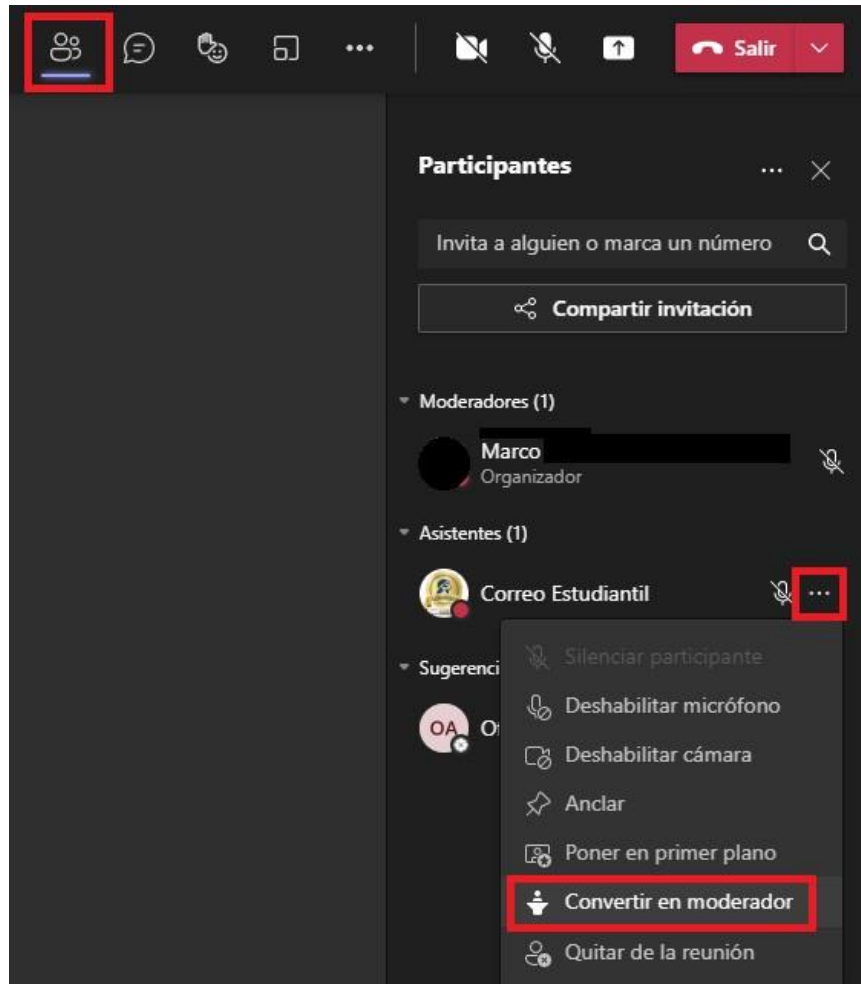 Salir
Participantes
Invita a alguien o marca un número
Compartir invitación
Moderadores (1)
Marco
Organizador
Asistentes (1)
Correo Estudiantil
Silenciar participante
Deshabilitar micrófono
OA
Deshabilitar cámara
Anclar
Poner en primer plano
Convertir en moderador
Quitar de la reunión